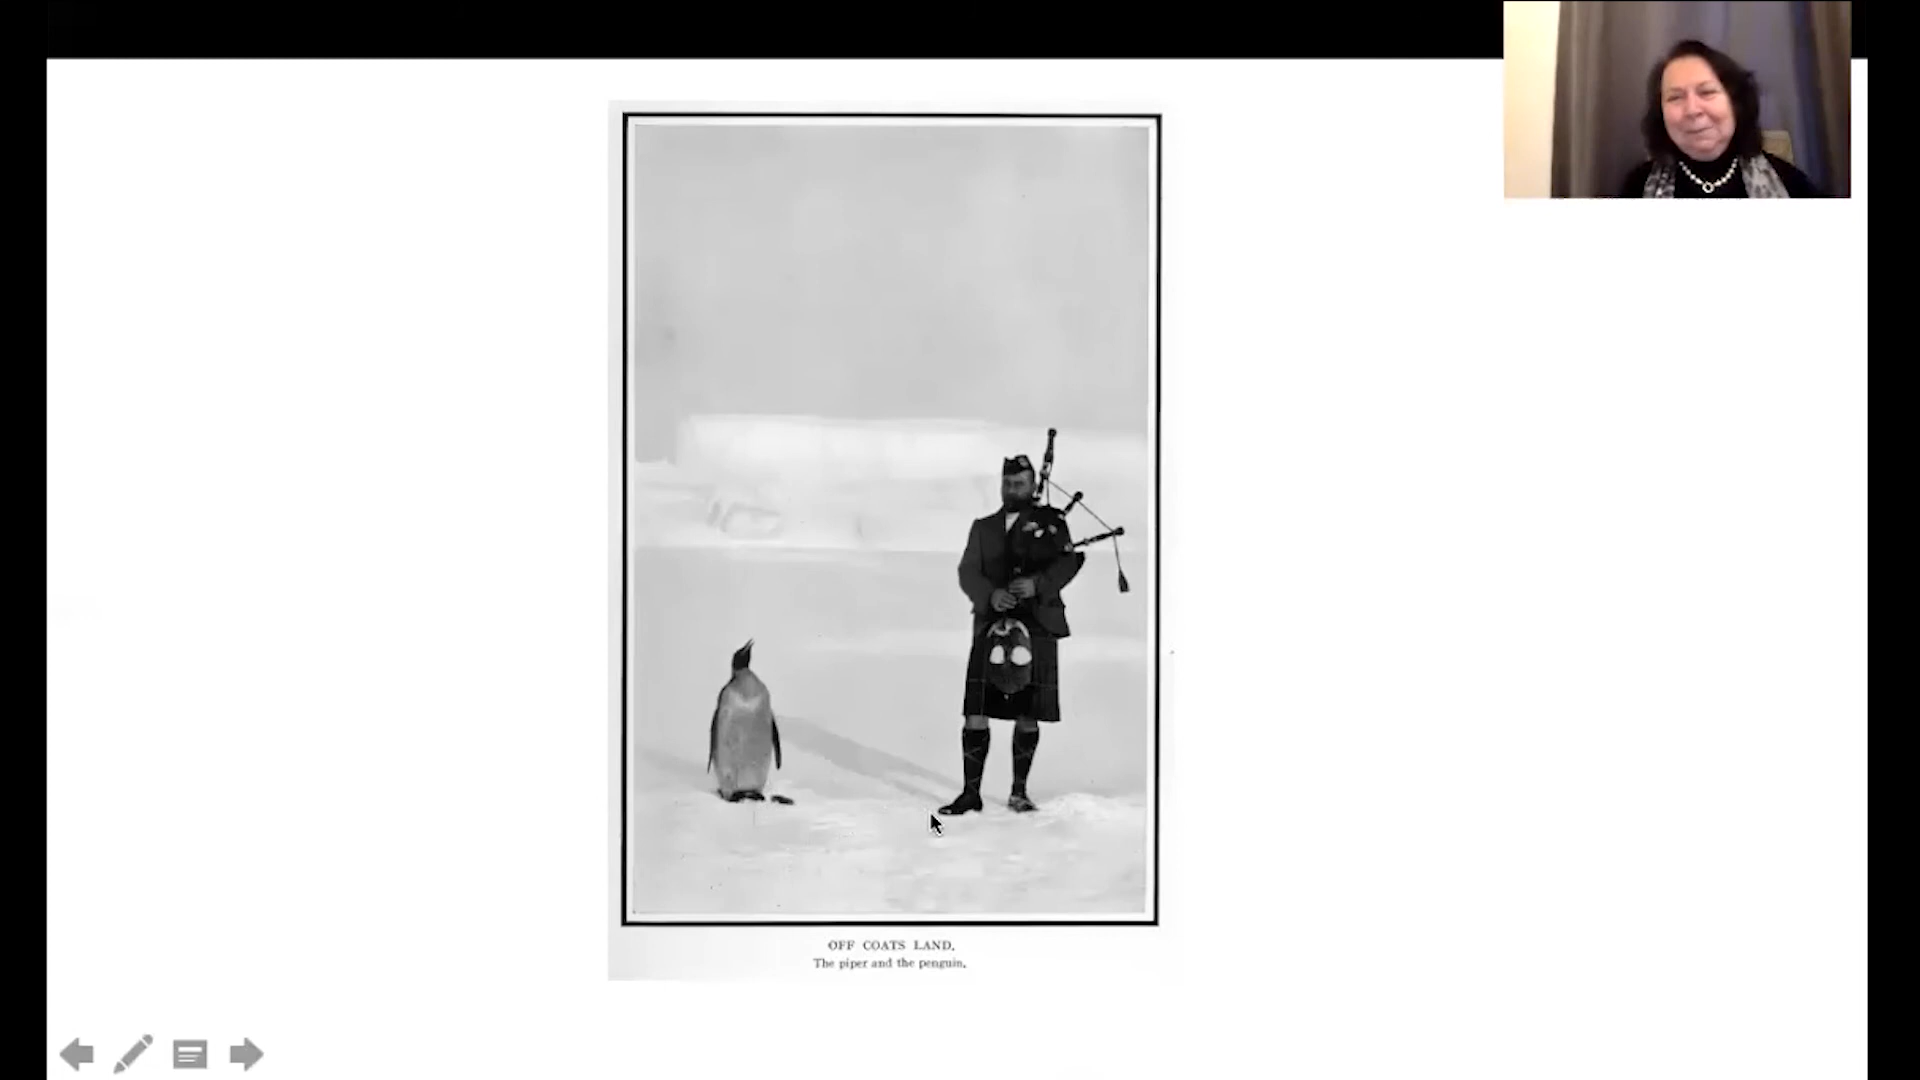 OFF COATS LAND.
The piper and the penguin.